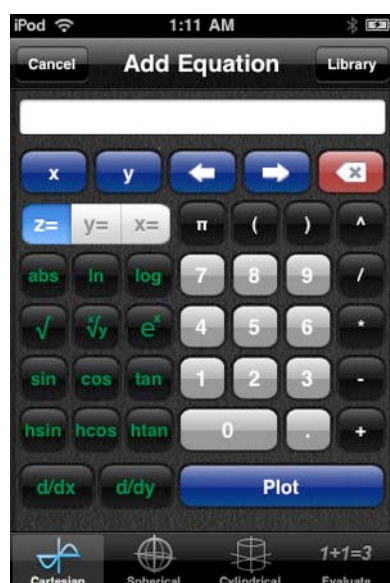 iPod 1:11 AM
Cancel Add Equation Library
x y
z= y= x= π ( ) ^
abs ln log 7 8 9 /
√ ˣ√y eˣ 4 5 6 *
sin cos tan 1 2 3 -
hsin hcos htan 0 . +
d/dx d/dy Plot
1+1=3
Cartesian Spherical Cylindrical Evaluate